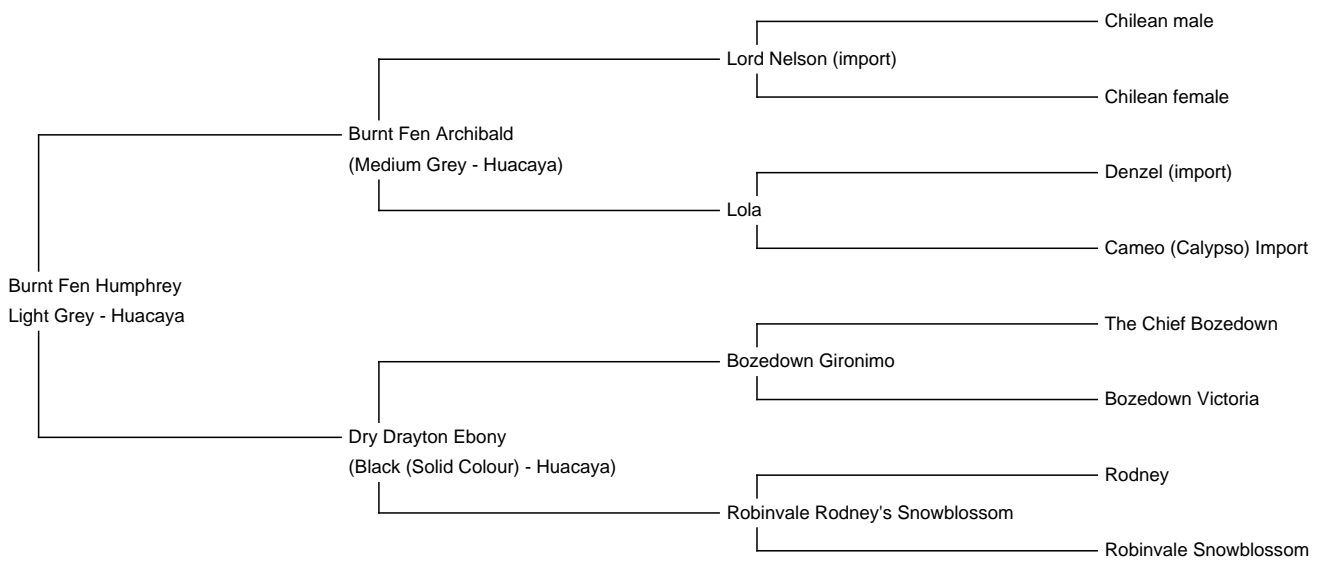 Chilean male
Lord Nelson (import)
Chilean female
Burnt Fen Archibald
(Medium Grey - Huacaya)
Denzel (import)
Lola
Cameo (Calypso) Import
Burnt Fen Humphrey
Light Grey - Huacaya
The Chief Bozedown
Bozedown Gironimo
Bozedown Victoria
Dry Drayton Ebony
(Black (Solid Colour) - Huacaya)
Rodney
Robinvale Rodney's Snowblossom
Robinvale Snowblossom